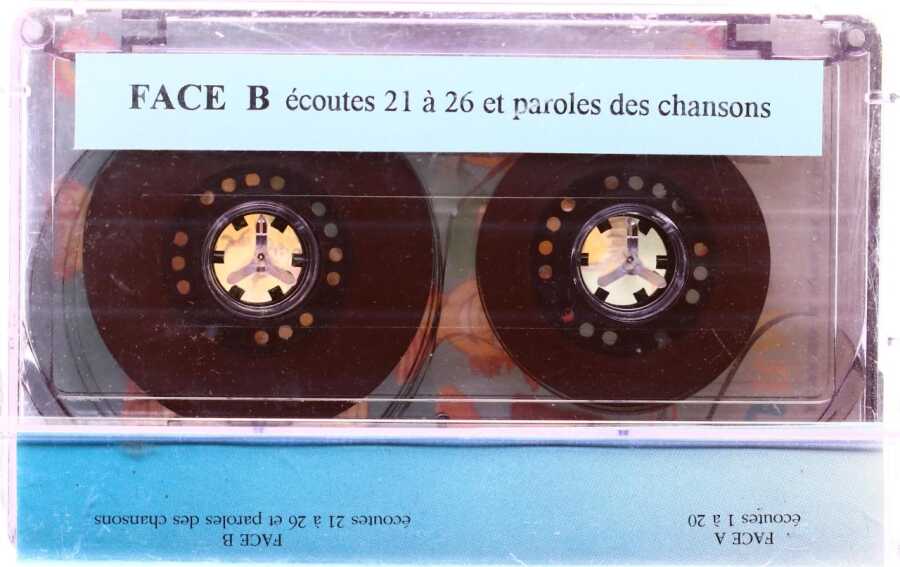 FACE B écoutes 21 à 26 et paroles des chansons
FACE A
écoutes 1 à 20
FACE B
écoutes 21 à 26 et paroles des chansons